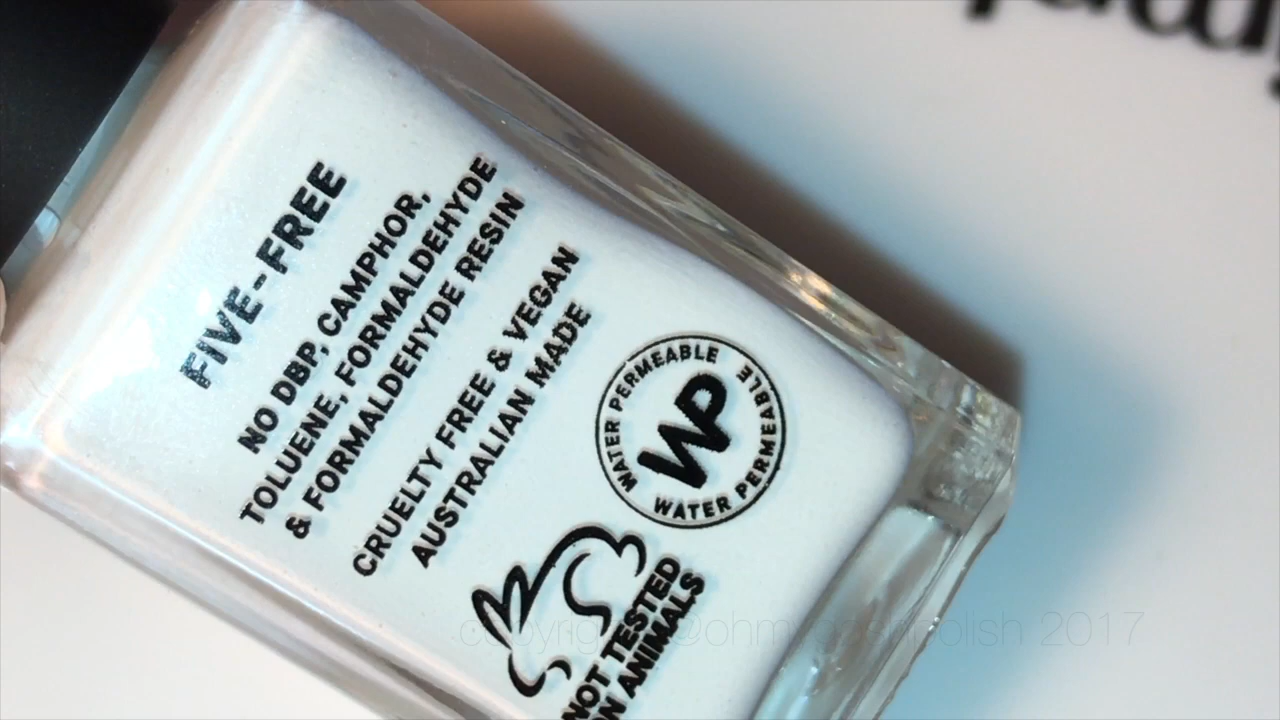 FIVE-FREE
NO DBP, CAMPHOR,
TOLUENE, FORMALDEHYDE
& FORMALDEHYDE RESIN
CRUELTY FREE & VEGAN
AUSTRALIAN MADE
WATER PERMEABLE
WP
WATER PERMEABLE
WATER PERMEABLE
NOT TESTED
ON ANIMALS
2017